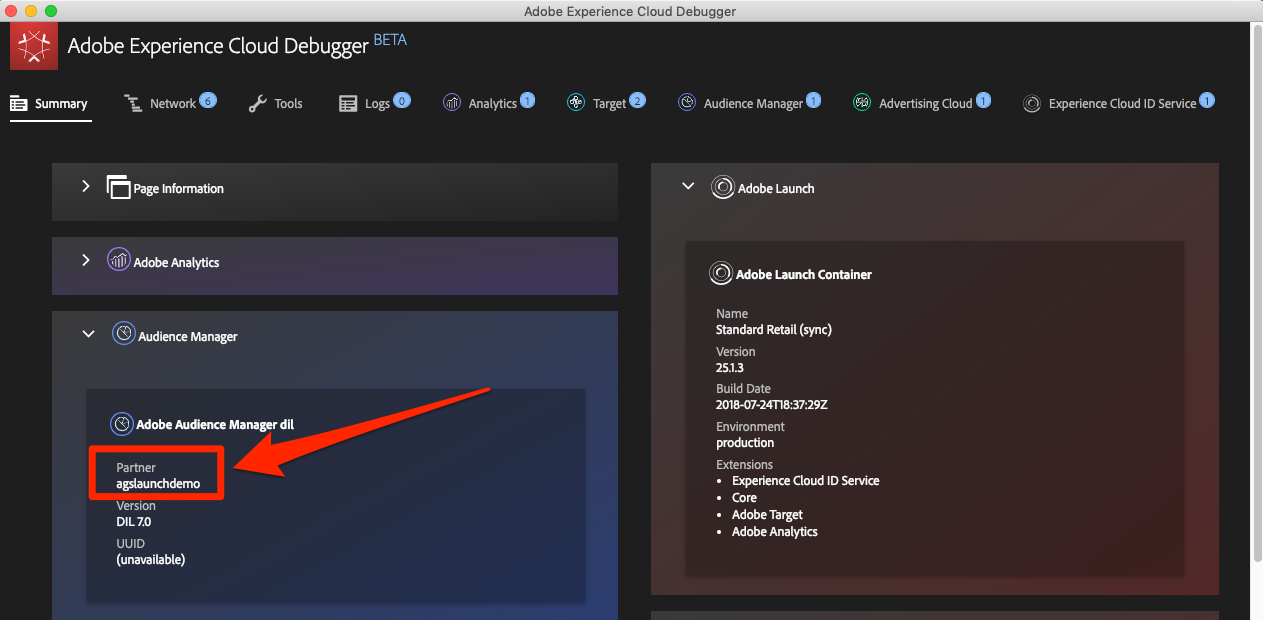 Adobe Experience Cloud Debugger
Adobe Experience Cloud Debugger BETA
Summary Network 6 Tools Logs 0 Analytics 1 Target 2 Audience Manager 1 Advertising Cloud 1 Experience Cloud ID Service 1
Page Information
Adobe Analytics
Audience Manager
Adobe Audience Manager dil
Partner
agslaunchdemo
Version
DIL 7.0
UUID
(unavailable)
Adobe Launch
Adobe Launch Container
Name
Standard Retail (sync)
Version
25.1.3
Build Date
2018-07-24T18:37:29Z
Environment
production
Extensions
• Experience Cloud ID Service
• Core
• Adobe Target
• Adobe Analytics